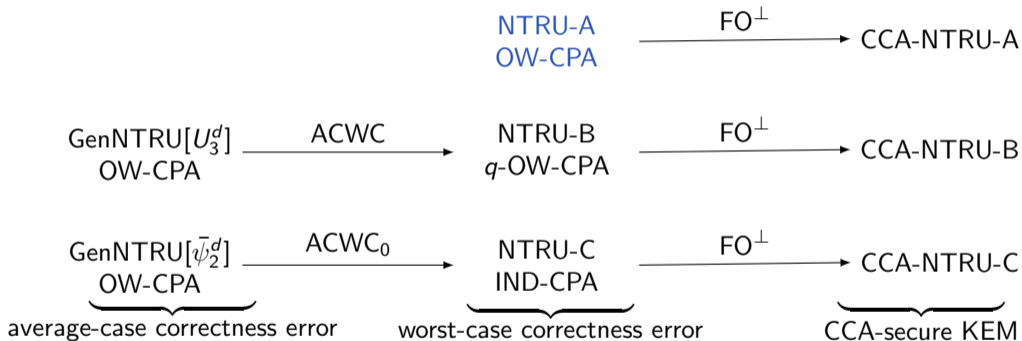 NTRU-A FO⊥ CCA-NTRU-A
OW-CPA
GenNTRU[U₃ᵈ] ACWC NTRU-B FO⊥ CCA-NTRU-B
OW-CPA q-OW-CPA
GenNTRU[ψ̄₂ᵈ] ACWC₀ NTRU-C FO⊥ CCA-NTRU-C
OW-CPA IND-CPA
average-case correctness error worst-case correctness error CCA-secure KEM